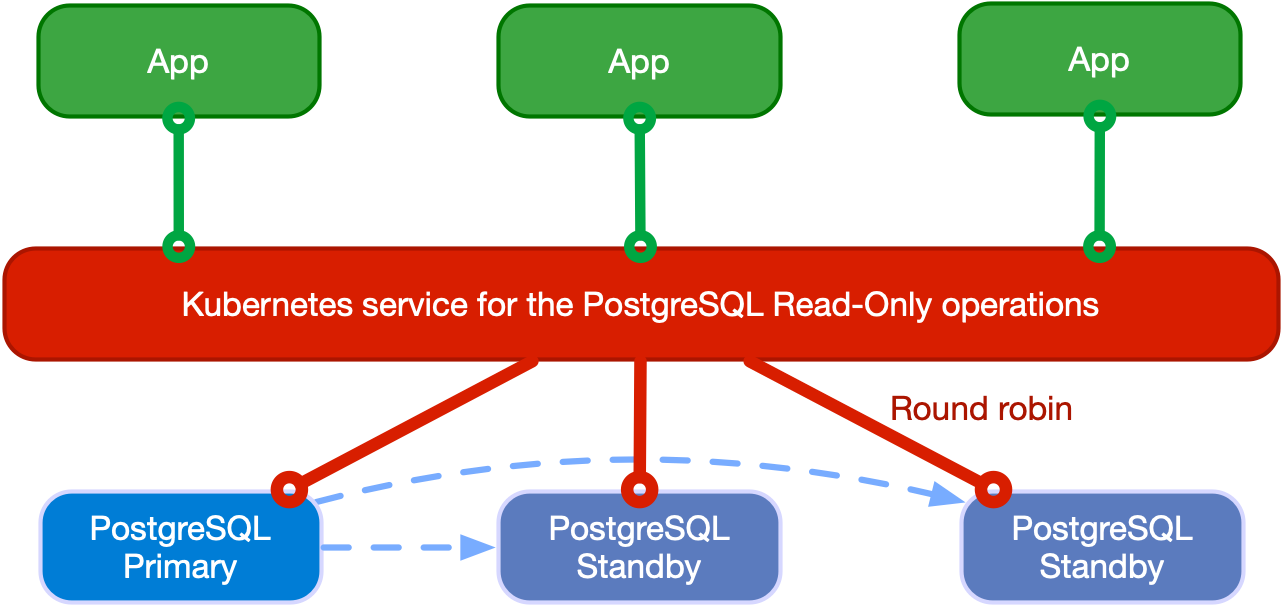 App
App
App
Kubernetes service for the PostgreSQL Read-Only operations
Round robin
PostgreSQL
Primary
PostgreSQL
Standby
PostgreSQL
Standby